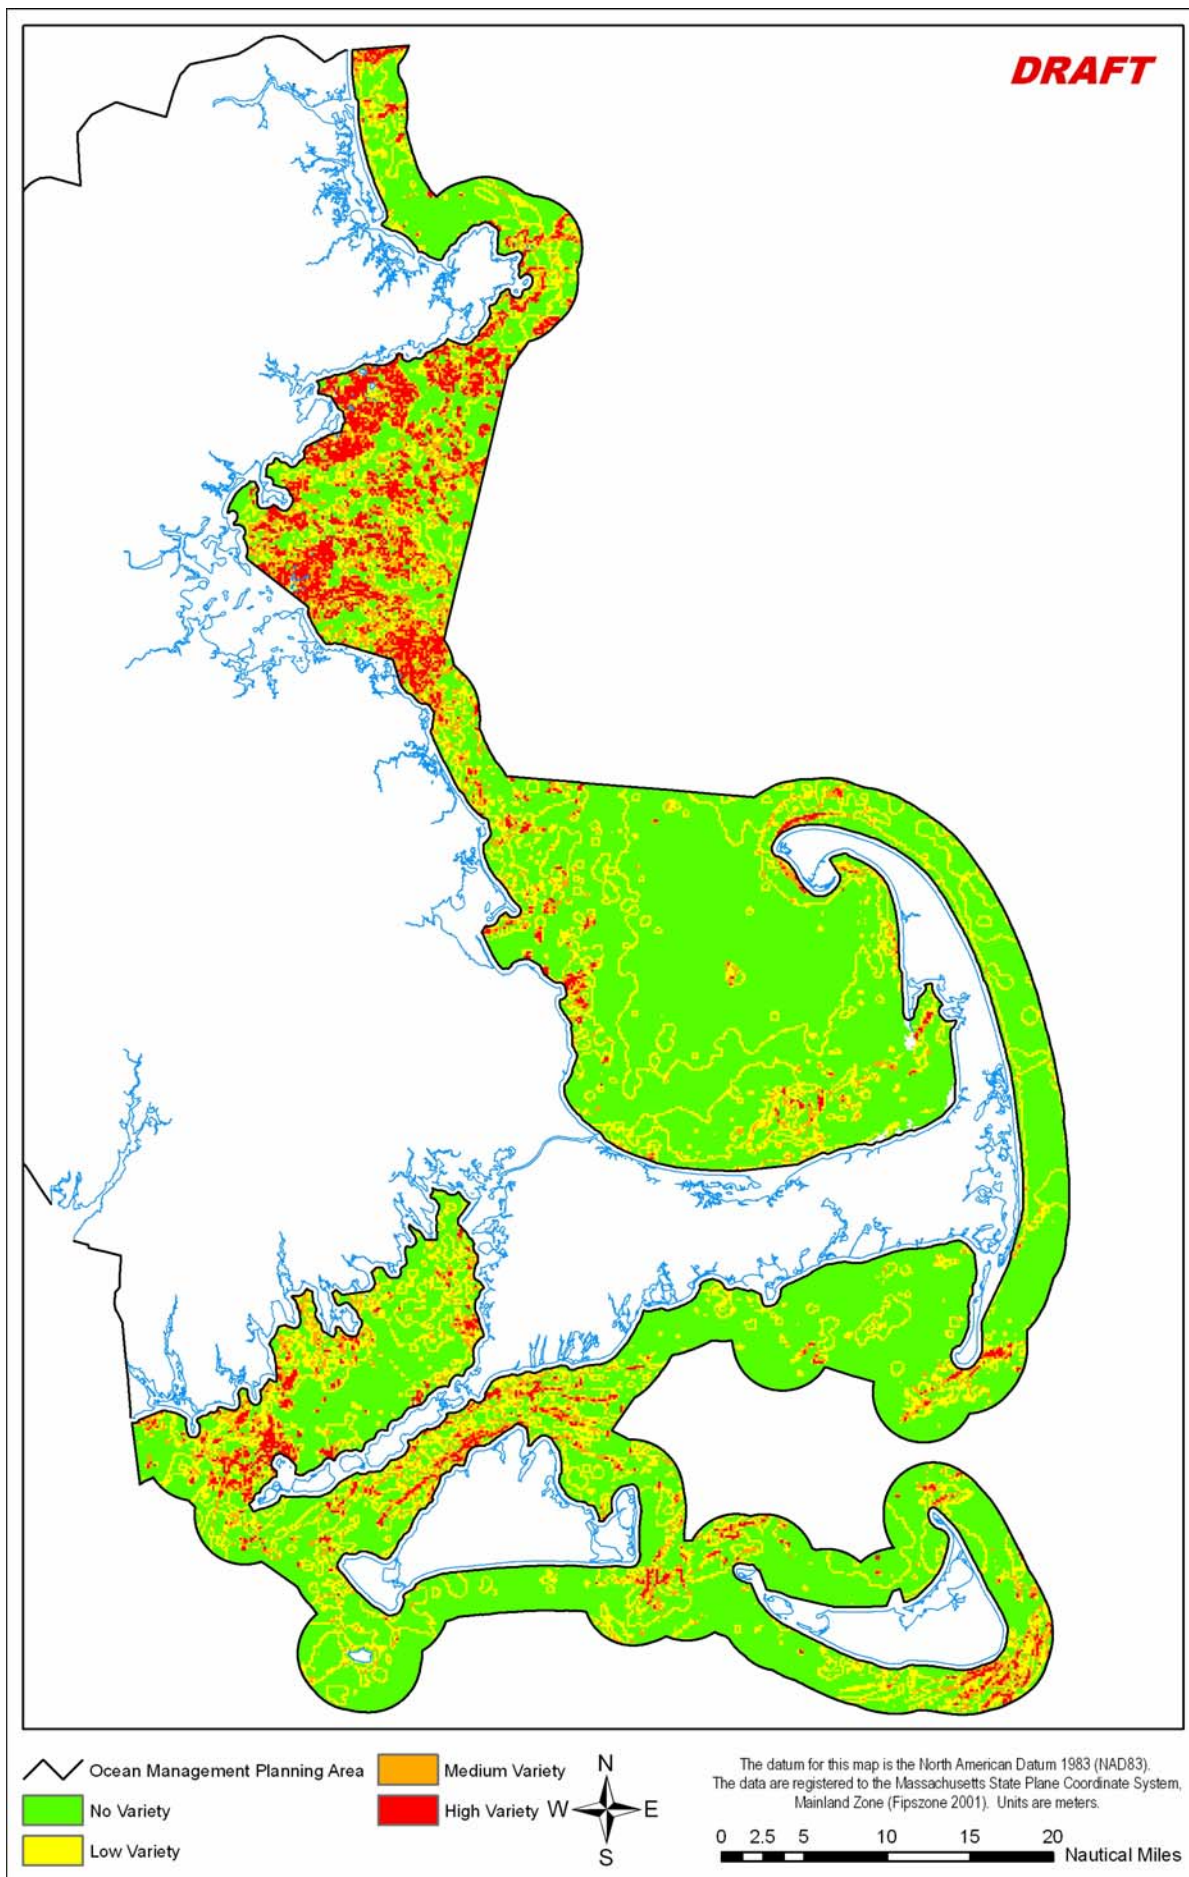 DRAFT
Ocean Management Planning Area
No Variety
Low Variety
Medium Variety
High Variety
N
W E
S
The datum for this map is the North American Datum 1983 (NAD83).
The data are registered to the Massachusetts State Plane Coordinate System,
Mainland Zone (Fipszone 2001). Units are meters.
0 2.5 5 10 15 20
Nautical Miles